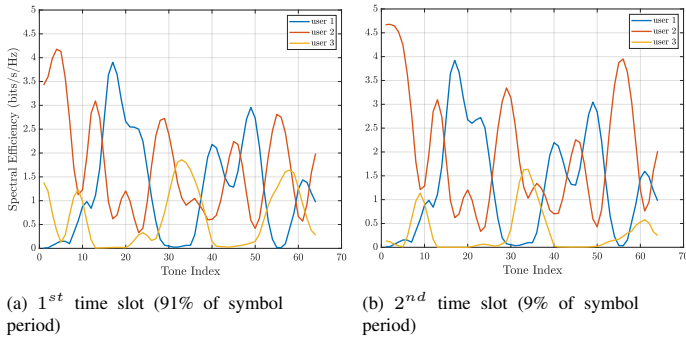 user 1
user 2
user 3
Spectral Efficiency (bits/s/Hz)
5
4.5
4
3.5
3
2.5
2
1.5
1
0.5
0
0 10 20 30 40 50 60 70
Tone Index
(a) 1st time slot (91% of symbol
period)
user 1
user 2
user 3
5
4.5
4
3.5
3
2.5
2
1.5
1
0.5
0
0 10 20 30 40 50 60 70
Tone Index
(b) 2nd time slot (9% of symbol
period)